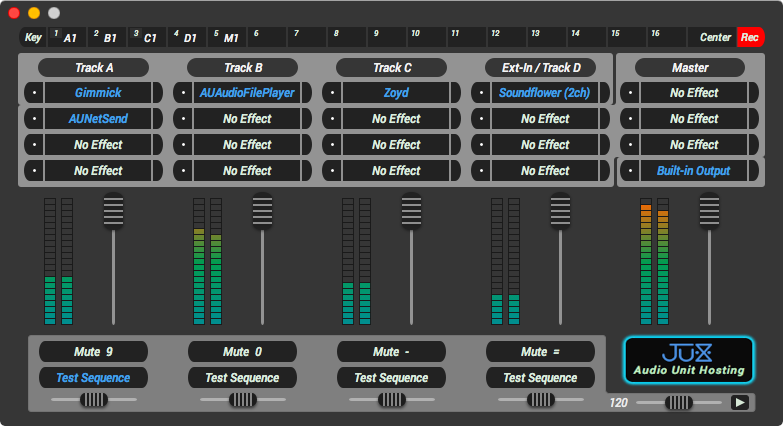 Key 1 A1 2 B1 3 C1 4 D1 5 M1 6 7 8 9 10 11 12 13 14 15 16 Center Rec
Track A Track B Track C Ext-In / Track D Master
Gimmick AUAudioFilePlayer Zoyd Soundflower (2ch) No Effect
AUNetSend No Effect No Effect No Effect No Effect
No Effect No Effect No Effect No Effect No Effect
No Effect No Effect No Effect No Effect Built-in Output
Mute 9 Mute 0 Mute - Mute =
JUX
Audio Unit Hosting
Test Sequence Test Sequence Test Sequence Test Sequence
120